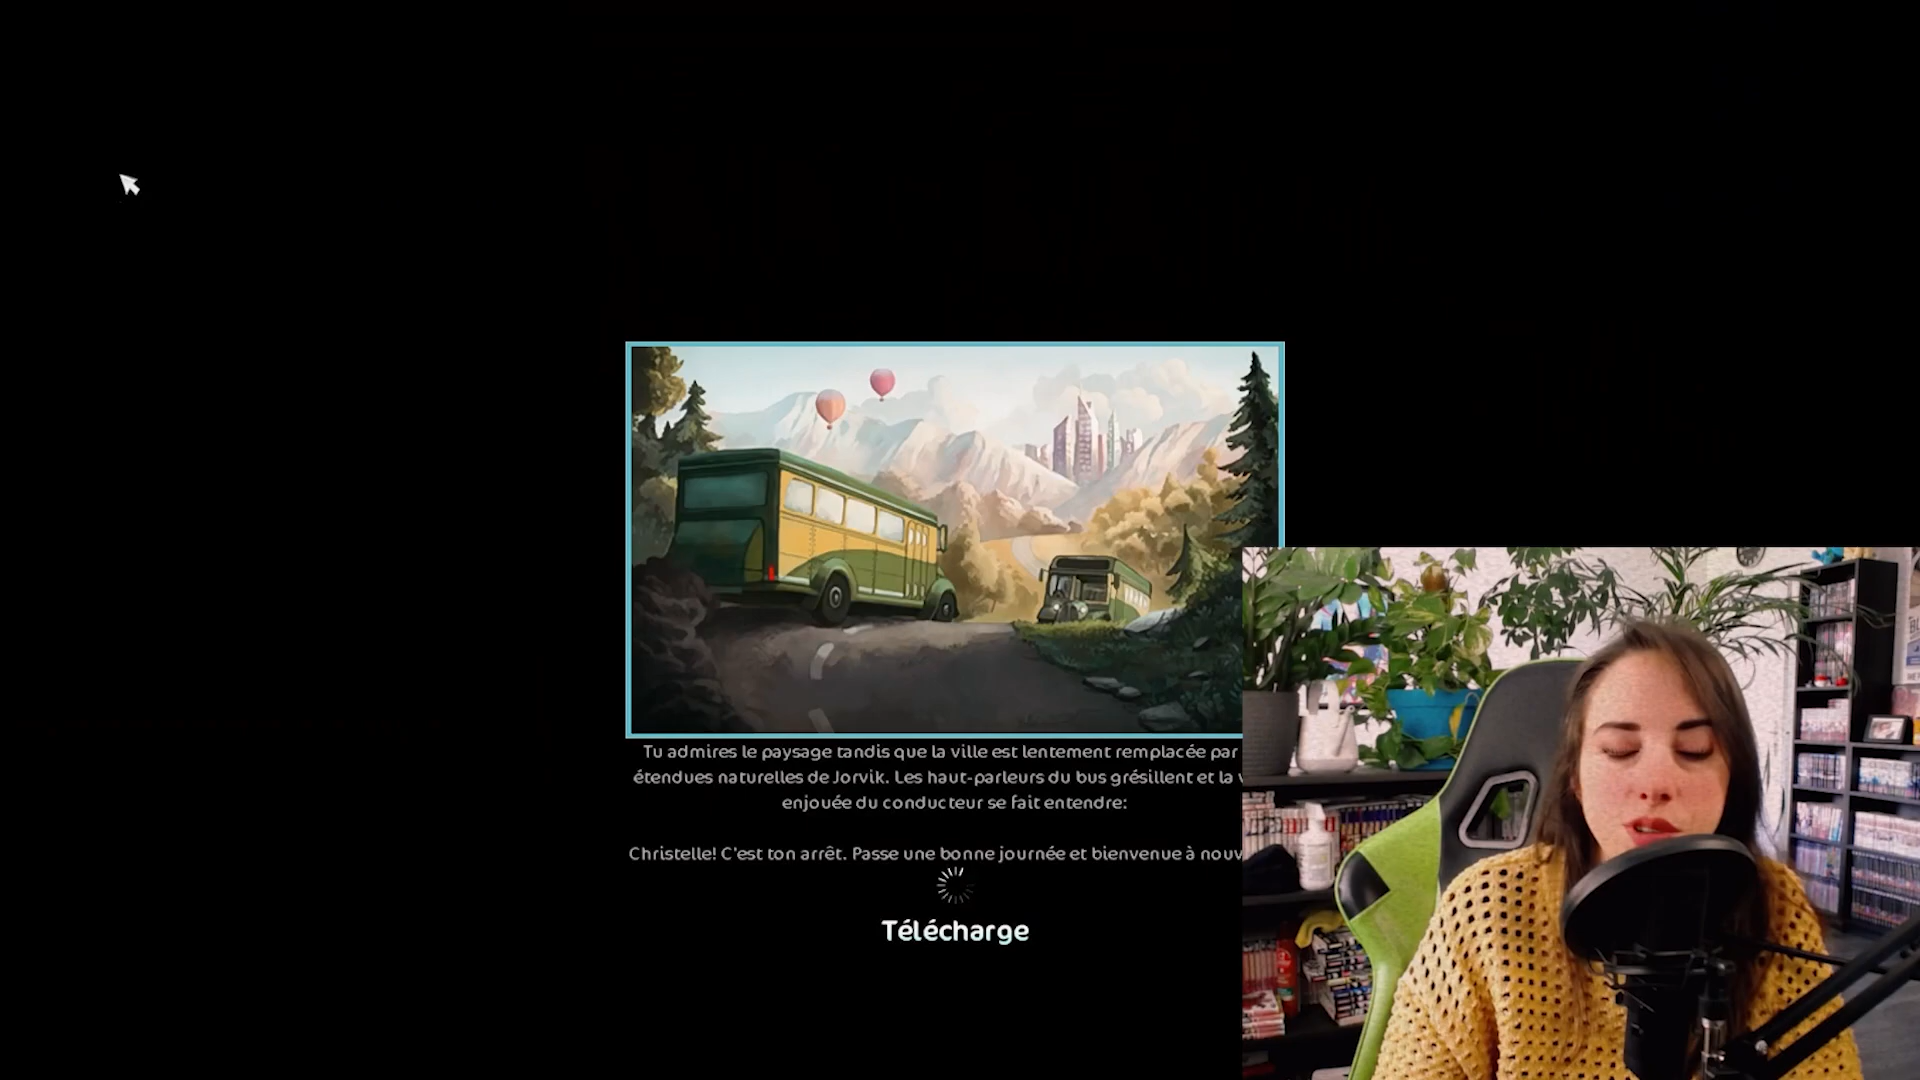 Tu admires le paysage tandis que la ville est lentement remplacée par
étendues naturelles de Jorvik. Les haut-parleurs du bus grésillent et la
enjouée du conducteur se fait entendre:
Christelle! C'est ton arrêt. Passe une bonne journée et bienvenue à
Télécharge